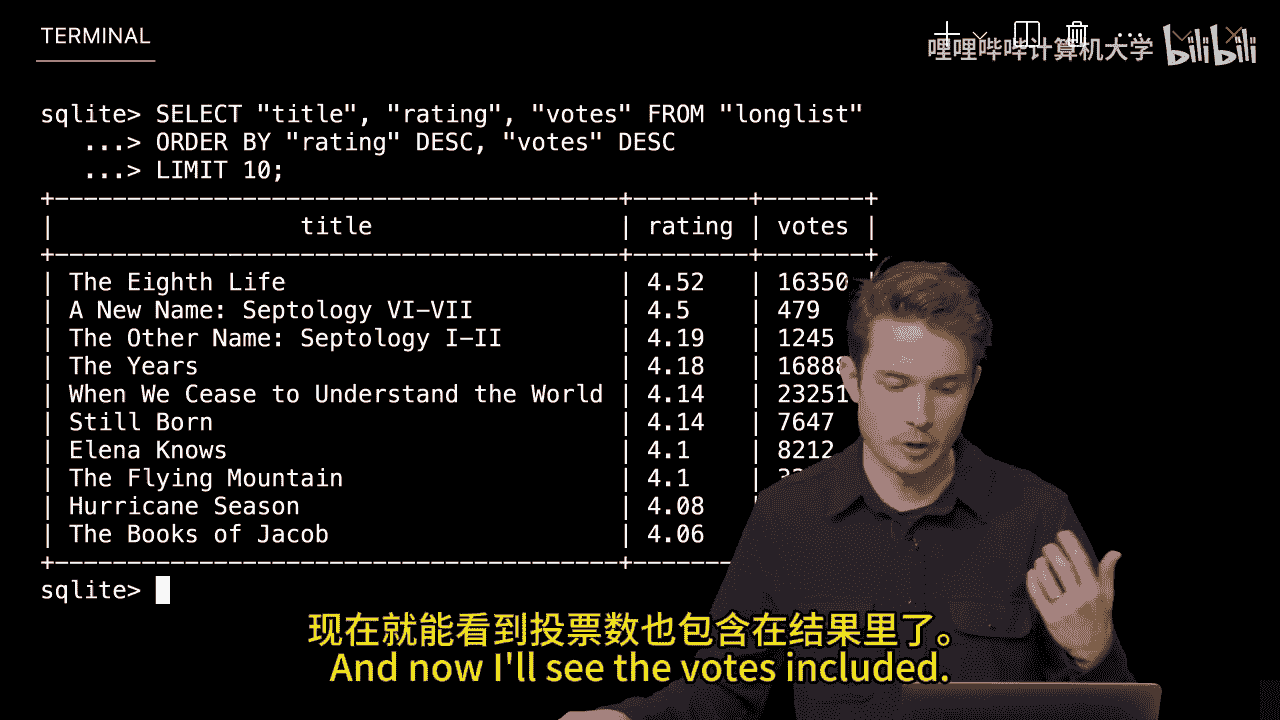 TERMINAL
哩哩哔哔计算机大学 bilibili
sqlite> SELECT "title", "rating", "votes" FROM "longlist"
...> ORDER BY "rating" DESC, "votes" DESC
...> LIMIT 10;
+---------------------------------------+--------+-------+
| title | rating | votes |
+---------------------------------------+--------+-------+
| The Eighth Life | 4.52 | 16350
| A New Name: Septology VI-VII | 4.5 | 479
| The Other Name: Septology I-II | 4.19 | 1245
| The Years | 4.18 | 16888
| When We Cease to Understand the World | 4.14 | 23251
| Still Born | 4.14 | 7647
| Elena Knows | 4.1 | 8212
| The Flying Mountain | 4.1 |
| Hurricane Season | 4.08
| The Books of Jacob | 4.06
+---------------------------------------+--------
sqlite>
现在就能看到投票数也包含在结果里了。
And now I'll see the votes included.